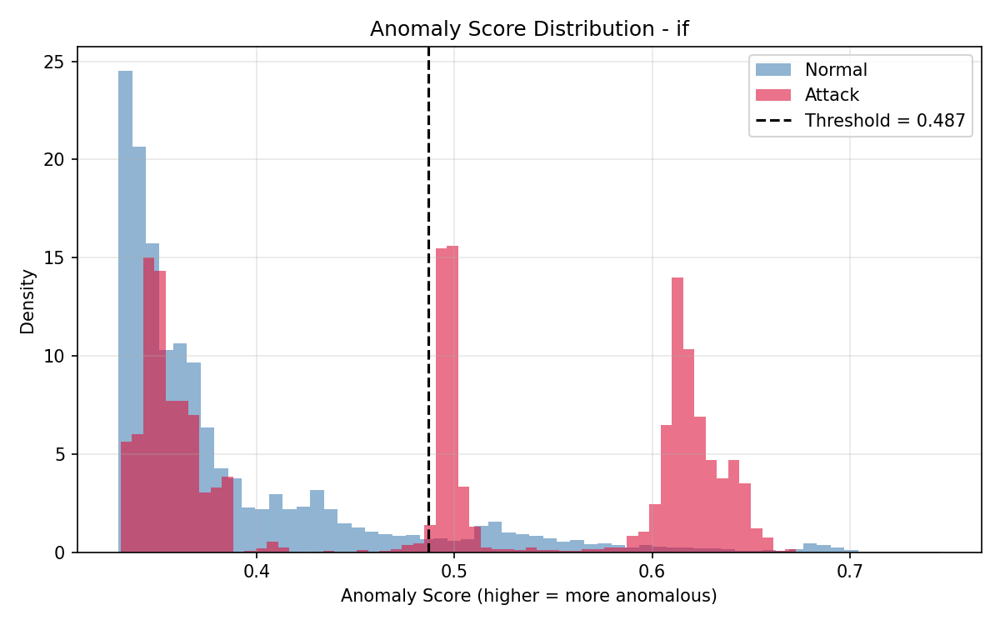 Anomaly Score Distribution - if
Normal
Attack
Threshold = 0.487
Density
25
20
15
10
5
0
0.4
0.5
0.6
0.7
Anomaly Score (higher = more anomalous)